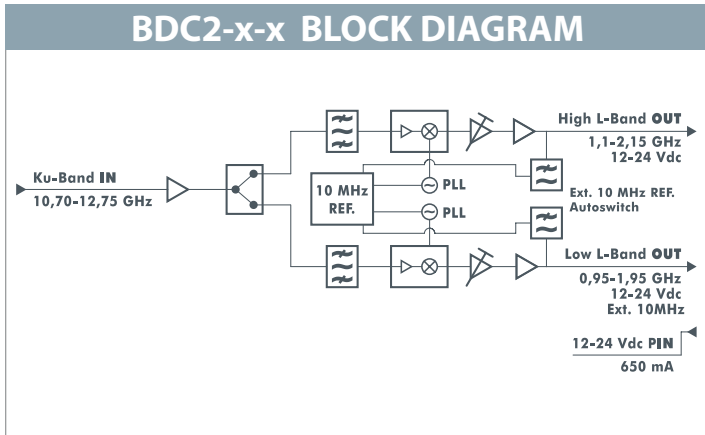 BDC2-x-x BLOCK DIAGRAM
High L-Band OUT
1,1-2,15 GHz
12-24 Vdc
Ku-Band IN
10,70-12,75 GHz
10 MHz
REF.
PLL
PLL
Ext. 10 MHz REF.
Autoswitch
Low L-Band OUT
0,95-1,95 GHz
12-24 Vdc
Ext. 10MHz
12-24 Vdc PIN
650 mA